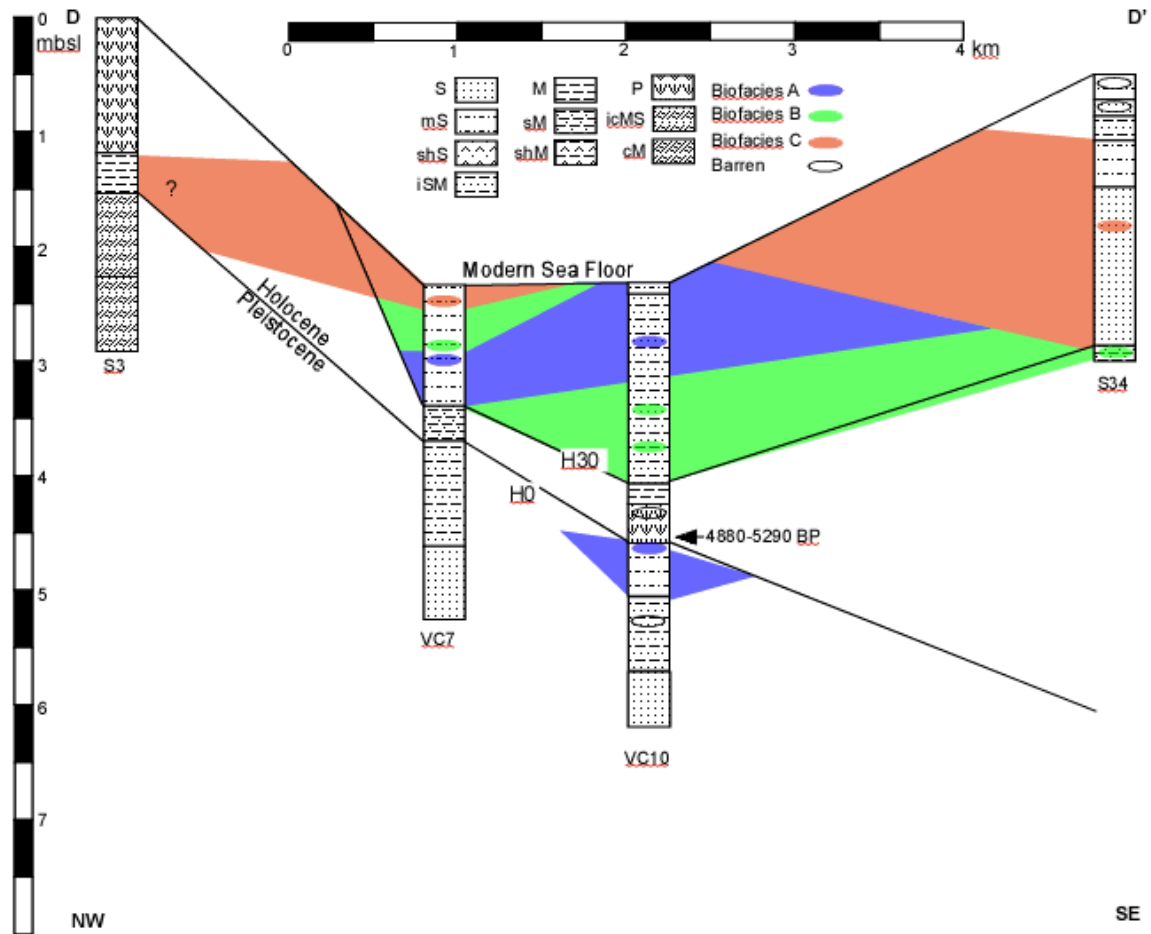 0 D D'
mbsl
0 1 2 3 4 km
S M P Biofacies A
mS sM icMS Biofacies B
shS shM cM Biofacies C
iSM Barren
1
?
2
Modern Sea Floor
Holocene
Pleistocene
3
S3
S34
4
H30
H0
4880-5290 BP
5
VC7
6
VC10
7
NW SE